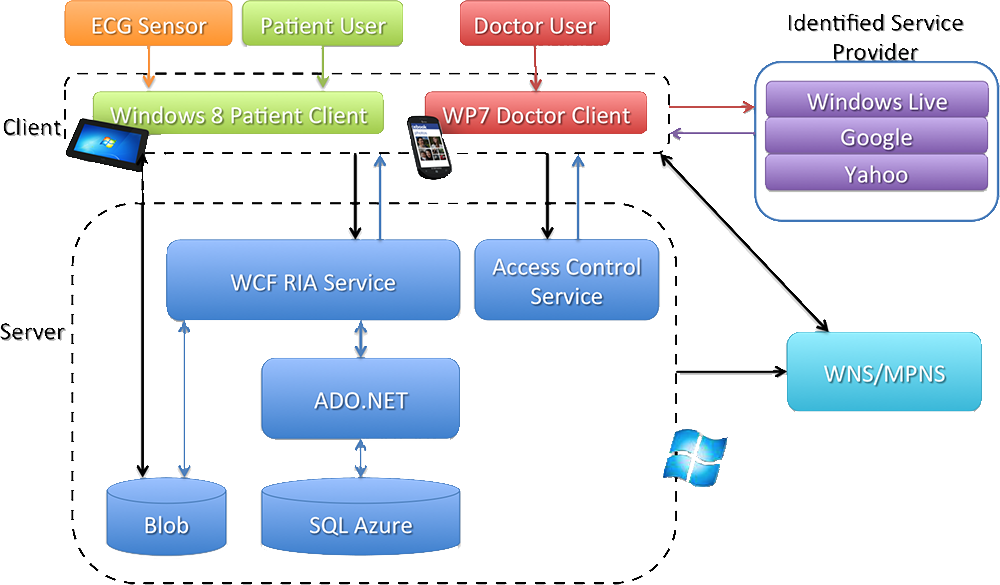 ECG Sensor
Patient User
Doctor User
Identified Service
Provider
Client
Windows 8 Patient Client
WP7 Doctor Client
Windows Live
Google
Yahoo
WCF RIA Service
Access Control
Service
Server
ADO.NET
WNS/MPNS
Blob
SQL Azure